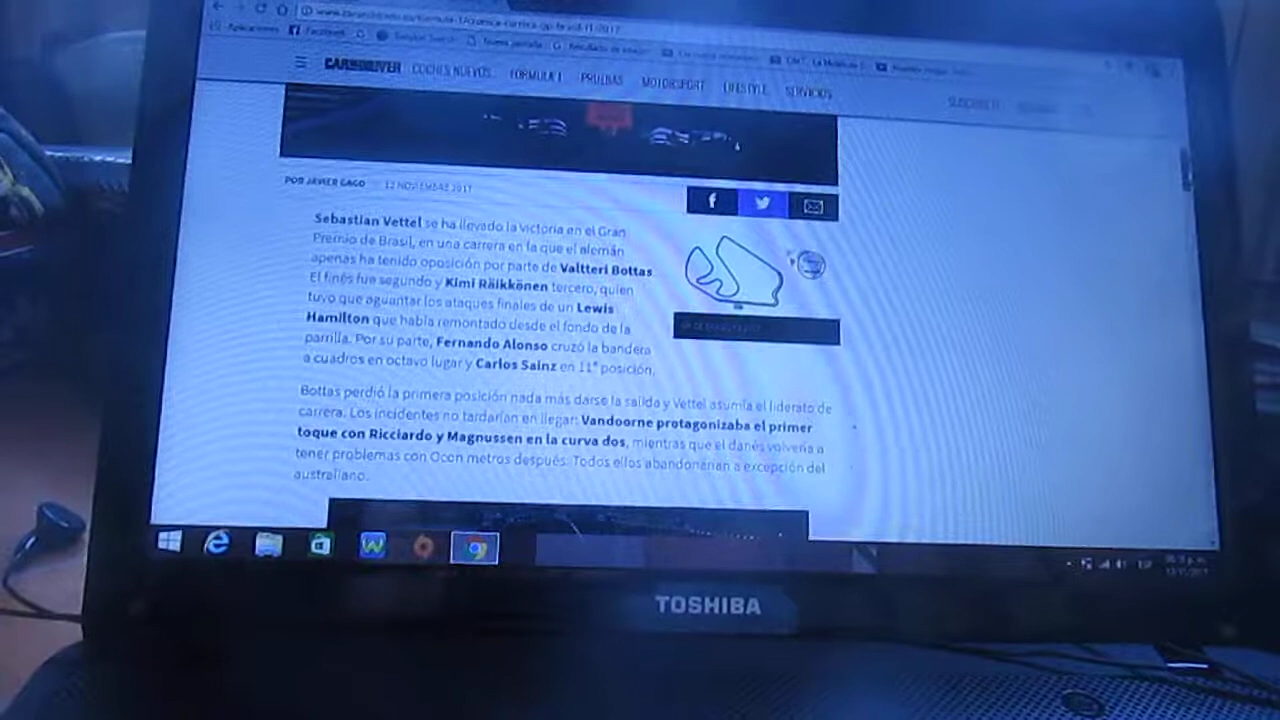 Aplicaciones Facebook
CAR AND DRIVER COCHES NUEVOS FORMULA 1 PRUEBAS MOTORSPORT LIFESTYLE SERVICIOS
POR JAVIER GAGO 12 NOVIEMBRE 2017
f
Sebastian Vettel se ha llevado la victoria en el Gran
Premio de Brasil, en una carrera en la que el alemán
apenas ha tenido oposición por parte de Valtteri Bottas
El finés fue segundo y Kimi Räikkönen tercero, quien
tuvo que aguantar los ataques finales de un Lewis
Hamilton que había remontado desde el fondo de la
parrilla. Por su parte, Fernando Alonso cruzó la bandera
a cuadros en octavo lugar y Carlos Sainz en 11ª posición.
Bottas perdió la primera posición nada más darse la salida y Vettel asumía el liderato de
carrera. Los incidentes no tardarían en llegar: Vandoorne protagonizaba el primer
toque con Ricciardo y Magnussen en la curva dos, mientras que el danés volvería a
tener problemas con Ocon metros después. Todos ellos abandonarían a excepción del
australiano.
TOSHIBA